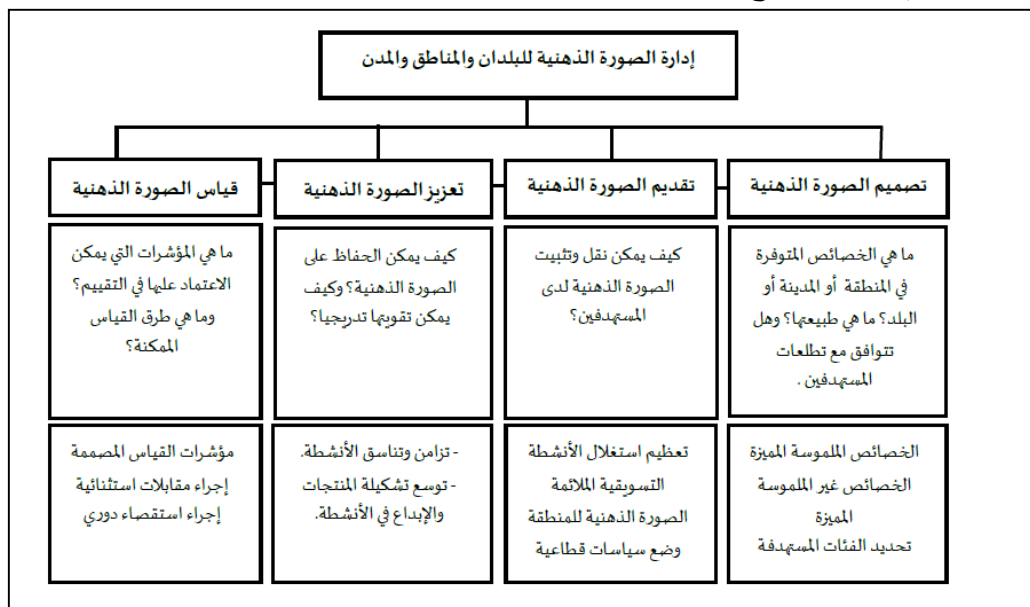 إدارة الصورة الذهنية للبلدان والمناطق والمدن
تصميم الصورة الذهنية
تقديم الصورة الذهنية
تعزيز الصورة الذهنية
قياس الصورة الذهنية
ما هي الخصائص المتوفرة
في المنطقة أو المدينة أو
البلد؟ ما هي طبيعتها؟ وهل
تتوافق مع تطلعات
المستهدفين .
كيف يمكن نقل وتثبيت
الصورة الذهنية لدى
المستهدفين؟
كيف يمكن الحفاظ على
الصورة الذهنية؟ وكيف
يمكن تقويتها تدريجيا؟
ما هي المؤشرات التي يمكن
الاعتماد عليها في التقييم؟
وما هي طرق القياس
الممكنة؟
الخصائص الملموسة المميزة
الخصائص غير الملموسة
المميزة
تحديد الفئات المستهدفة
تعظيم استغلال الأنشطة
التسويقية الملائمة
الصورة الذهنية للمنطقة
وضع سياسات قطاعية
- تزامن وتناسق الأنشطة.
- توسع تشكيلة المنتجات
والإبداع في الأنشطة.
مؤشرات القياس المصممة
إجراء مقابلات استثنائية
إجراء استقصاء دوري